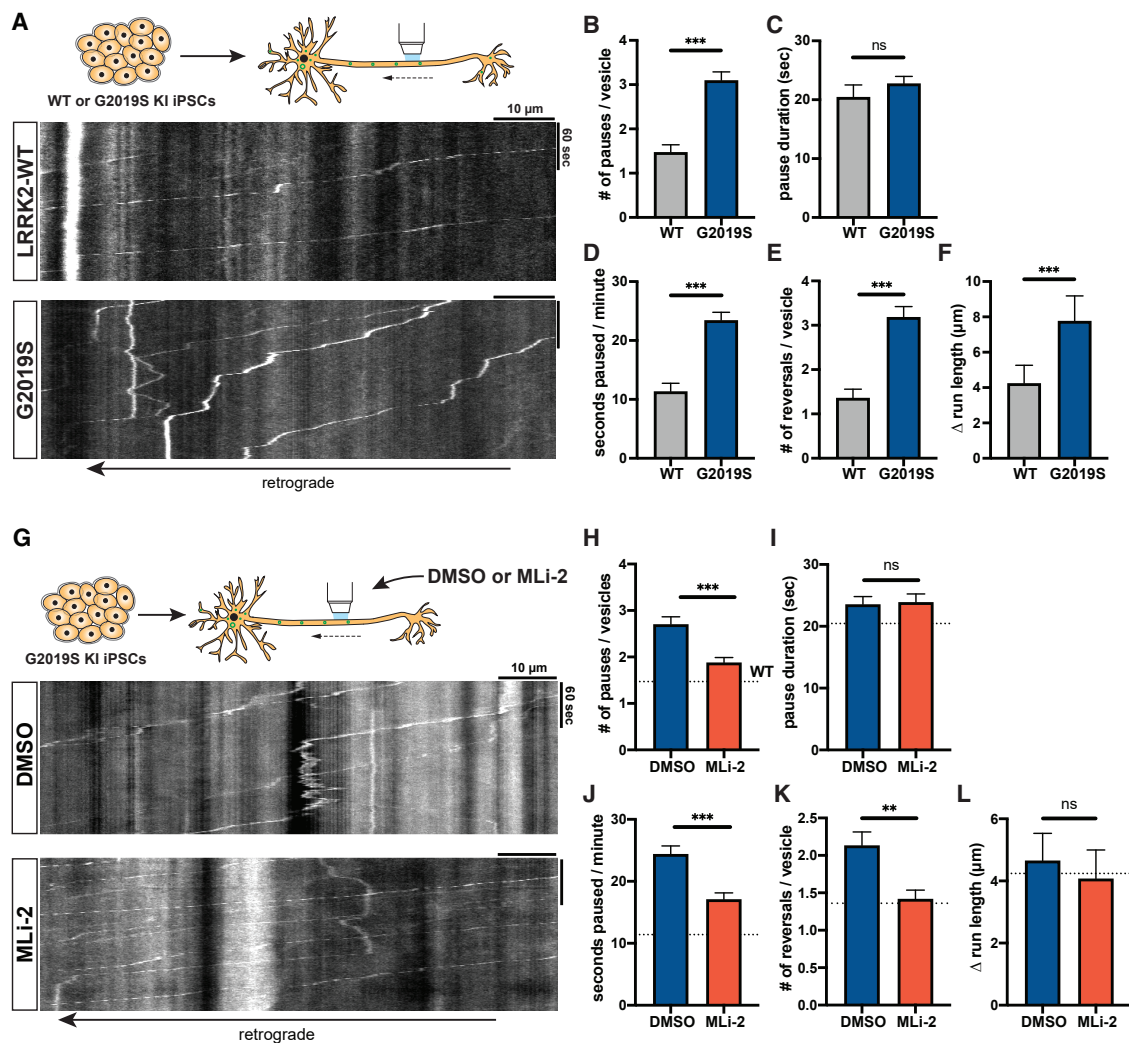 A
WT or G2019S KI iPSCs
10 µm
60 sec
LRRK2-WT
G2019S
retrograde
B
***
# of pauses / vesicle
4
3
2
1
0
WT G2019S
C
ns
pause duration (sec)
30
20
10
0
WT G2019S
D
***
seconds paused / minute
30
20
10
0
WT G2019S
E
***
# of reversals / vesicle
4
3
2
1
0
WT G2019S
F
***
Δ run length (µm)
10
8
6
4
2
0
WT G2019S
G
DMSO or MLi-2
G2019S KI iPSCs
10 µm
60 sec
DMSO
MLi-2
retrograde
H
***
# of pauses / vesicles
4
3
2
1
0
WT
DMSO MLi-2
I
ns
pause duration (sec)
40
30
20
10
0
DMSO MLi-2
J
***
seconds paused / minute
30
20
10
0
DMSO MLi-2
K
**
# of reversals / vesicle
2.5
2.0
1.5
1.0
0.5
0.0
DMSO MLi-2
L
ns
Δ run length (µm)
6
4
2
0
DMSO MLi-2